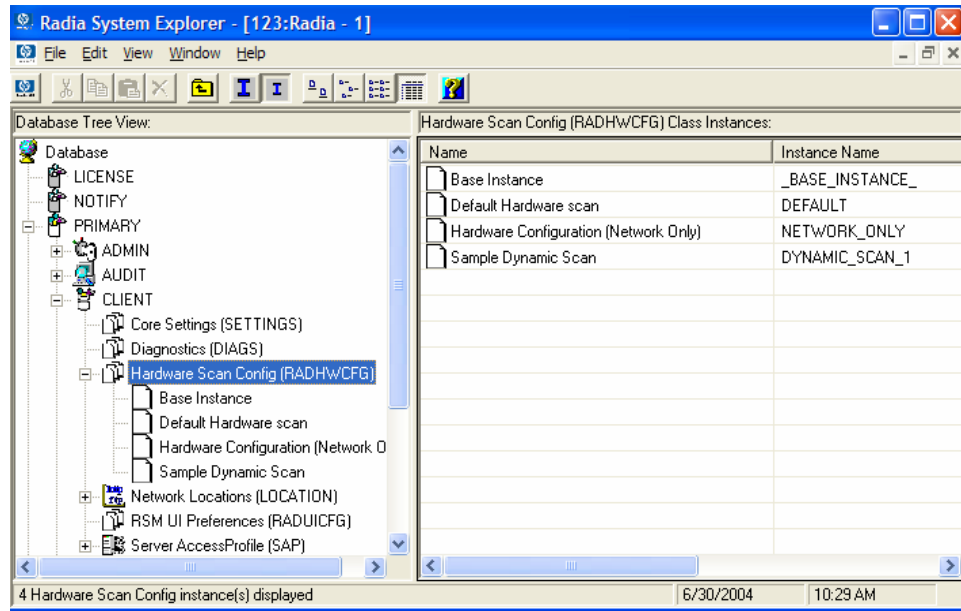 Radia System Explorer - [123:Radia - 1]
File Edit View Window Help
Database Tree View:
Database
LICENSE
NOTIFY
PRIMARY
ADMIN
AUDIT
CLIENT
Core Settings (SETTINGS)
Diagnostics (DIAGS)
Hardware Scan Config (RADHWCFG)
Base Instance
Default Hardware scan
Hardware Configuration (Network O
Sample Dynamic Scan
Network Locations (LOCATION)
RSM UI Preferences (RADUICFG)
Server AccessProfile (SAP)
Hardware Scan Config (RADHWCFG) Class Instances:
Name Instance Name
Base Instance _BASE_INSTANCE_
Default Hardware scan DEFAULT
Hardware Configuration (Network Only) NETWORK_ONLY
Sample Dynamic Scan DYNAMIC_SCAN_1
4 Hardware Scan Config instance(s) displayed 6/30/2004 10:29 AM